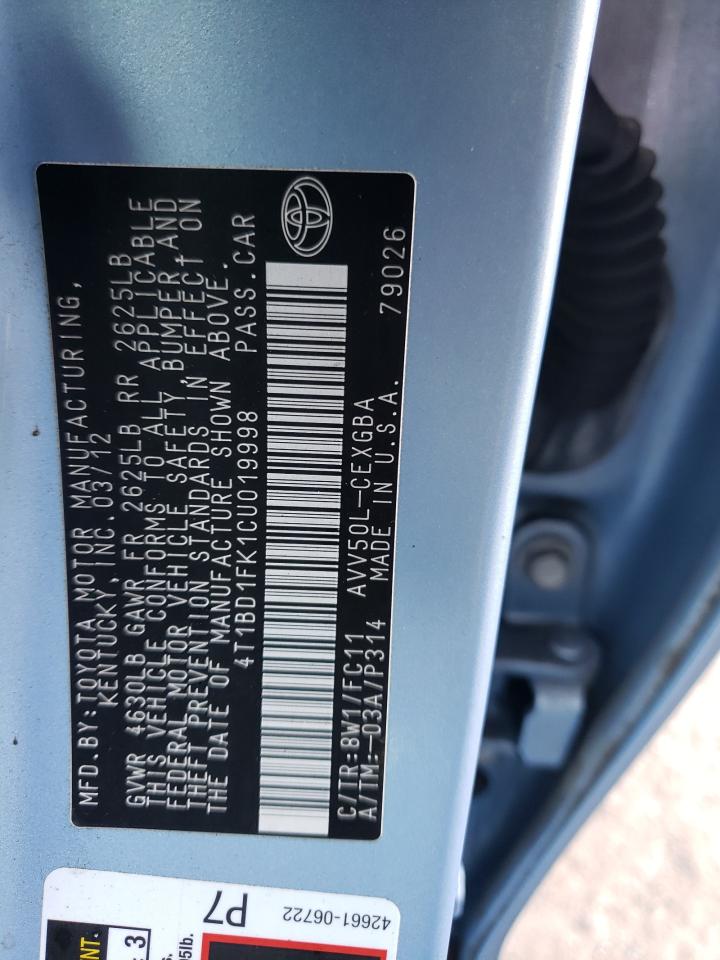 MFD.BY:TOYOTA MOTOR MANUFACTURING,
KENTUCKY, INC.03/12
GVWR 4630LB GAWR FR 2625LB RR 2625LB
THIS VEHICLE CONFORMS TO ALL APPLICABLE
FEDERAL MOTOR VEHICLE SAFETY, BUMPER, AND
THEFT PREVENTION STANDARDS IN EFFECT ON
THE DATE OF MANUFACTURE SHOWN ABOVE.
4T1BD1FK1CU019998 PASS.CAR
C/TR:8W1/FC11 AVV50L-CEXGBA
A/TM:-03A/P314 MADE IN U.S.A. 79026
P7
42661-06722
NT.
: 3
5lb.